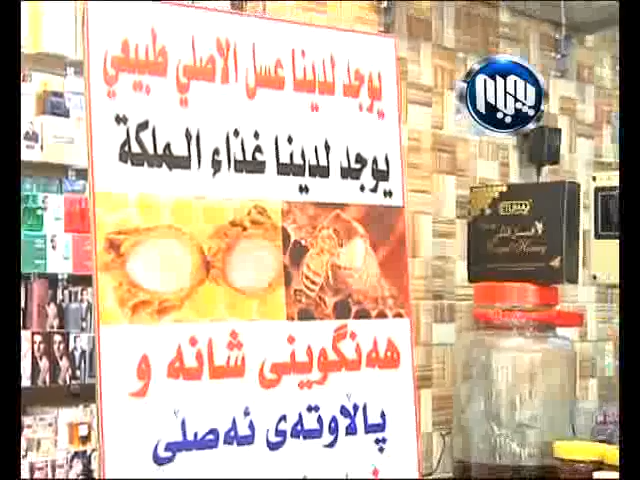 يوجد لدينا عسل الاصلي طبيعي
يوجد لدينا غذاء الملكة
هەنگوینی شانە و
پاڵاوتەی ئەصڵی